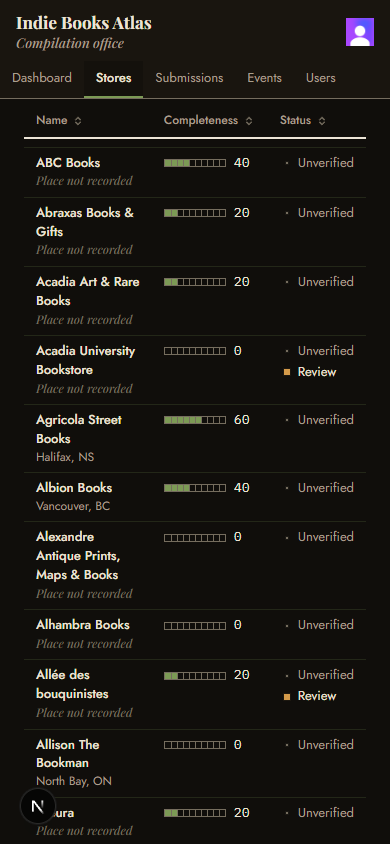 Indie Books Atlas
Compilation office
Dashboard Stores Submissions Events Users
Name Completeness Status
ABC Books 40 Unverified
Place not recorded
Abraxas Books & 20 Unverified
Gifts
Place not recorded
Acadia Art & Rare 20 Unverified
Books
Place not recorded
Acadia University 0 Unverified
Bookstore Review
Place not recorded
Agricola Street 60 Unverified
Books
Halifax, NS
Albion Books 40 Unverified
Vancouver, BC
Alexandre 0 Unverified
Antique Prints,
Maps & Books
Place not recorded
Alhambra Books 0 Unverified
Place not recorded
Allée des 20 Unverified
bouquinistes Review
Place not recorded
Allison The 0 Unverified
Bookman
North Bay, ON
N
20 Unverified
Place not recorded